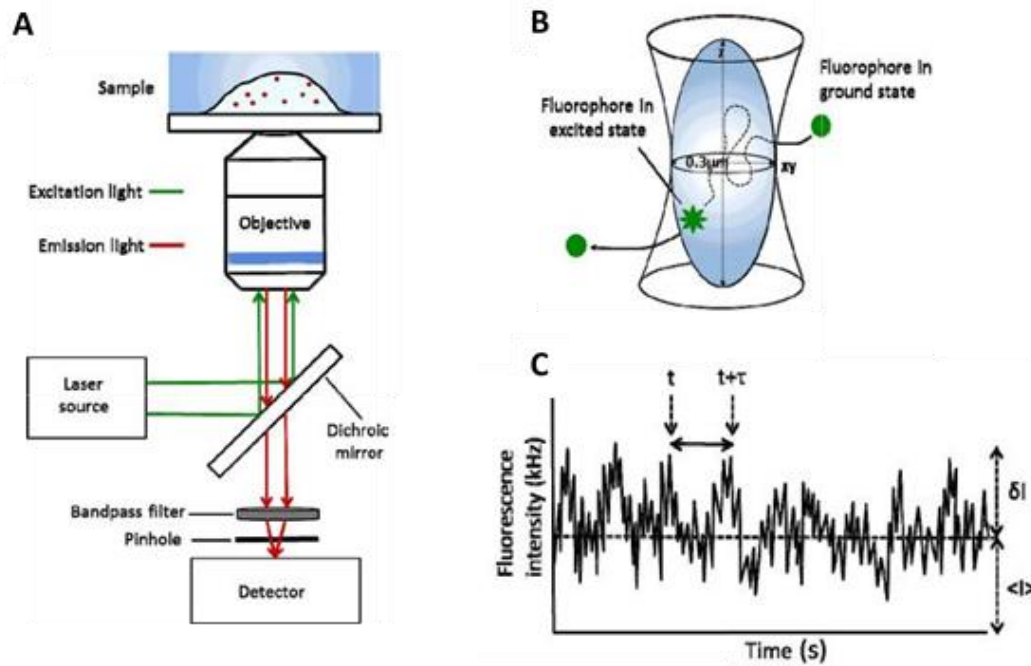 A
Sample
Excitation light
Emission light
Objective
Laser
source
Dichroic
mirror
Bandpass filter
Pinhole
Detector
B
Fluorophore in
excited state
Fluorophore in
ground state
z
0.3µm
xy
C
t
t+τ
Fluorescence
intensity (kHz)
δI
<I>
Time (s)